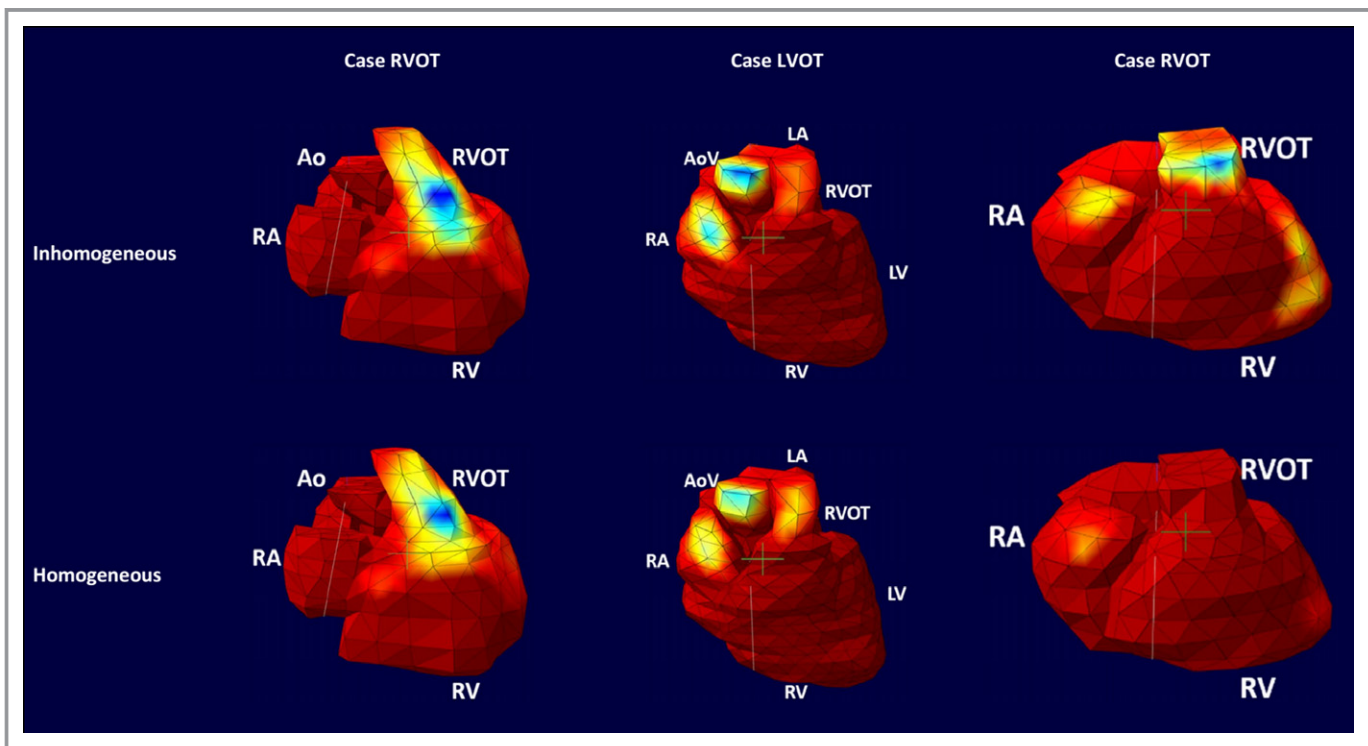 Case RVOT
Case LVOT
Case RVOT
Inhomogeneous
Ao
RVOT
RA
RV
LA
AoV
RVOT
RA
LV
RV
RVOT
RA
RV
Homogeneous
Ao
RVOT
RA
RV
LA
AoV
RVOT
RA
LV
RV
RVOT
RA
RV